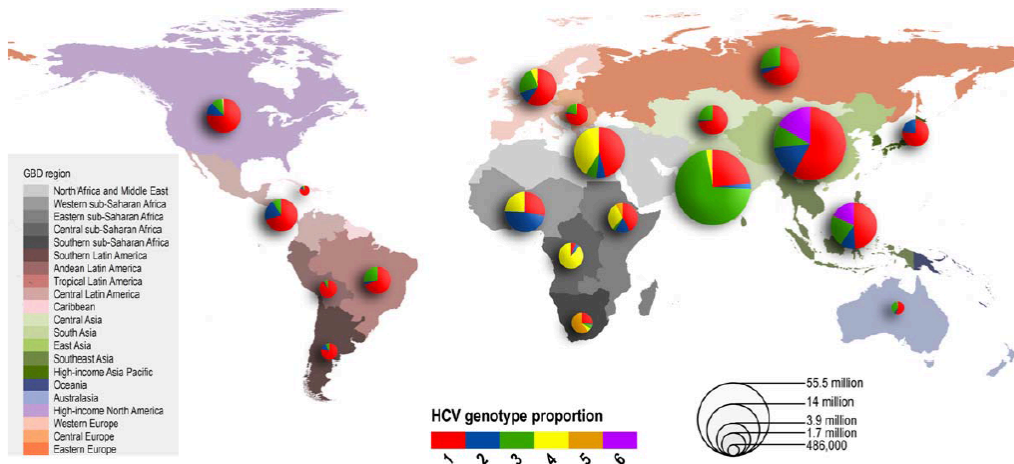 GBD region
North Africa and Middle East
Western sub-Saharan Africa
Eastern sub-Saharan Africa
Central sub-Saharan Africa
Southern sub-Saharan Africa
Southern Latin America
Andean Latin America
Tropical Latin America
Central Latin America
Caribbean
Central Asia
South Asia
East Asia
Southeast Asia
High-income Asia Pacific
Oceania
Australasia
High-income North America
Western Europe
Central Europe
Eastern Europe
HCV genotype proportion
1 2 3 4 5 6
55.5 million
14 million
3.9 million
1.7 million
486,000